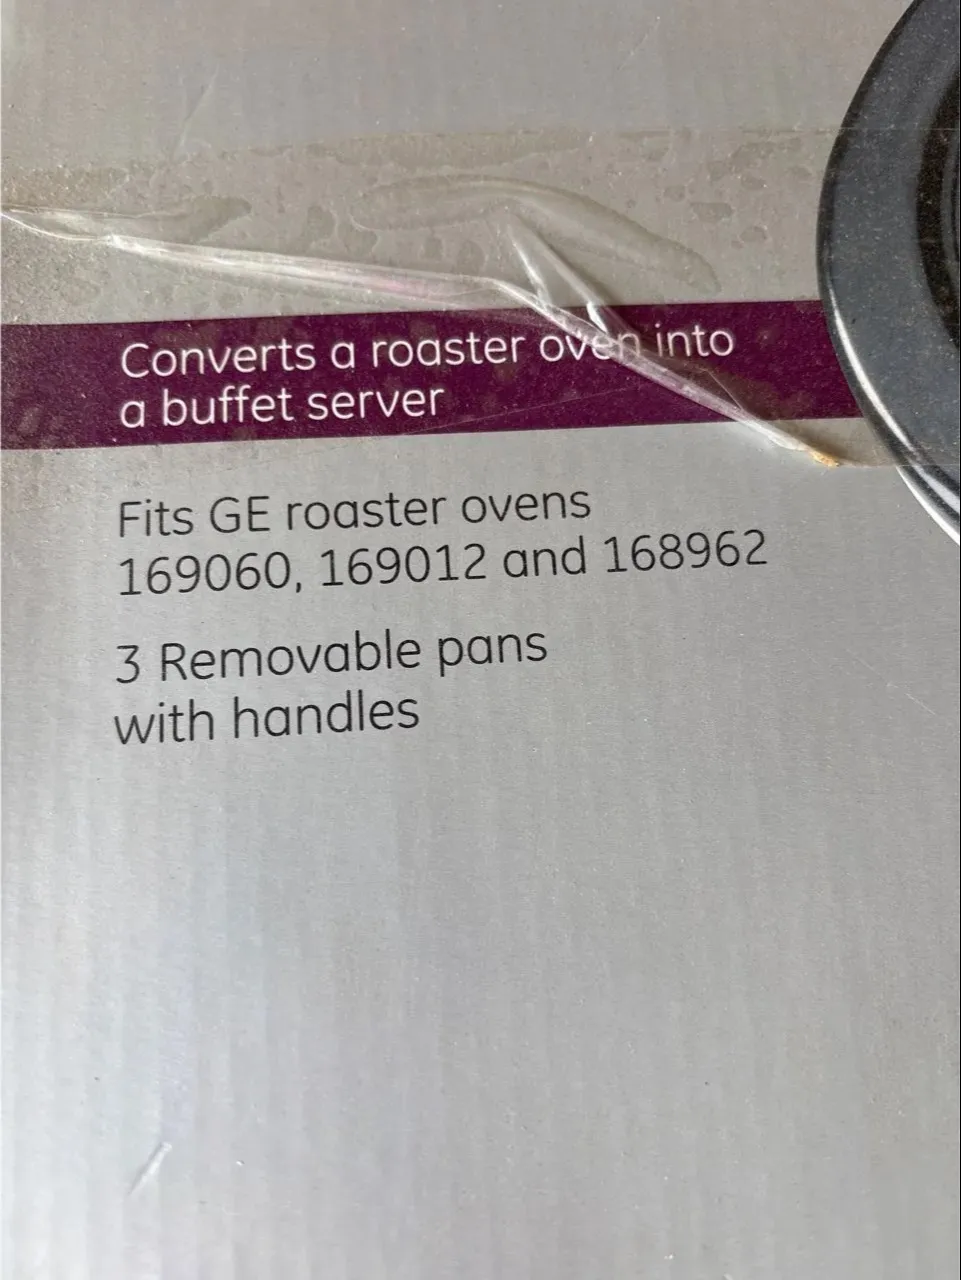 Converts a roaster oven into
a buffet server
Fits GE roaster ovens
169060, 169012 and 168962
3 Removable pans
with handles